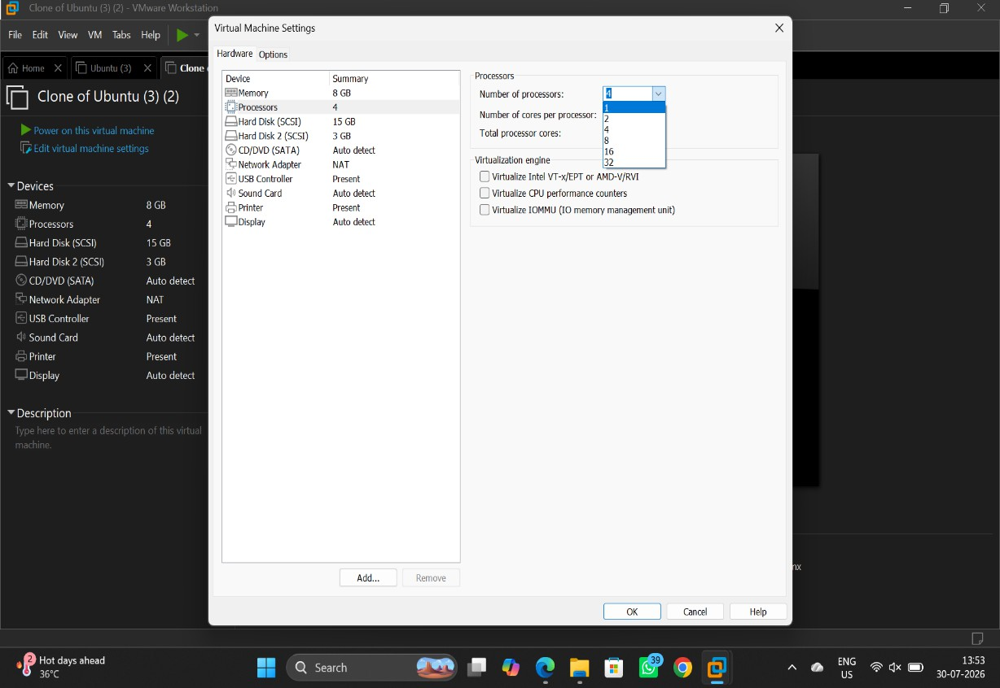 Clone of Ubuntu (3) (2) - VMware Workstation
File Edit View VM Tabs Help
Home Ubuntu (3) Clone
Clone of Ubuntu (3) (2)
Power on this virtual machine
Edit virtual machine settings
Devices
Memory 8 GB
Processors 4
Hard Disk (SCSI) 15 GB
Hard Disk 2 (SCSI) 3 GB
CD/DVD (SATA) Auto detect
Network Adapter NAT
USB Controller Present
Sound Card Auto detect
Printer Present
Display Auto detect
Description
Type here to enter a description of this virtual
machine.
Virtual Machine Settings
Hardware Options
Device Summary
Memory 8 GB
Processors 4
Hard Disk (SCSI) 15 GB
Hard Disk 2 (SCSI) 3 GB
CD/DVD (SATA) Auto detect
Network Adapter NAT
USB Controller Present
Sound Card Auto detect
Printer Present
Display Auto detect
Add... Remove
Processors
Number of processors: 4
1
2
4
8
16
32
Number of cores per processor:
Total processor cores:
Virtualization engine
Virtualize Intel VT-x/EPT or AMD-V/RVI
Virtualize CPU performance counters
Virtualize IOMMU (IO memory management unit)
OK Cancel Help
2
Hot days ahead
36°C
Search
39
ENG
US
13:53
30-07-2026